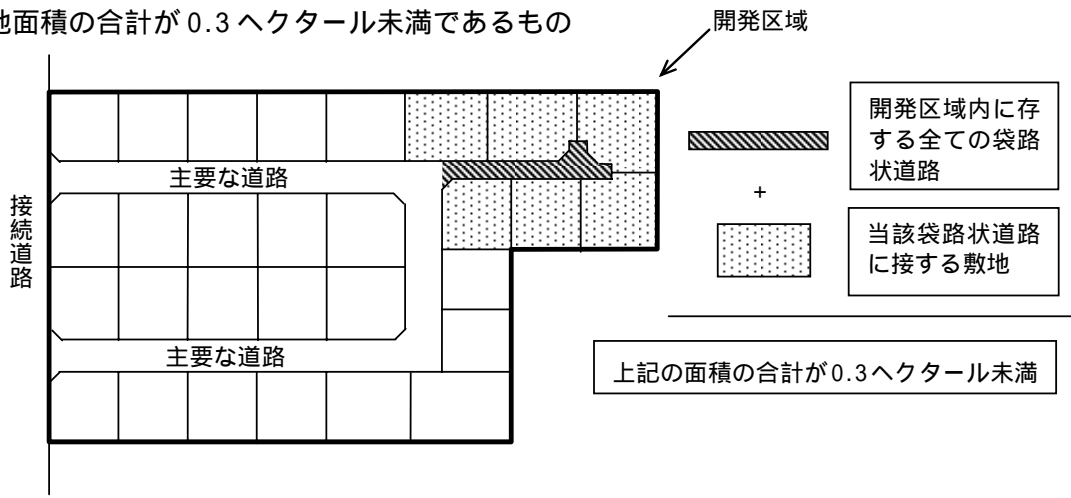 地面積の合計が0.3ヘクタール未満であるもの
開発区域
主要な道路
接続道路
主要な道路
開発区域内に存
する全ての袋路
状道路
+
当該袋路状道路
に接する敷地
上記の面積の合計が0.3ヘクタール未満